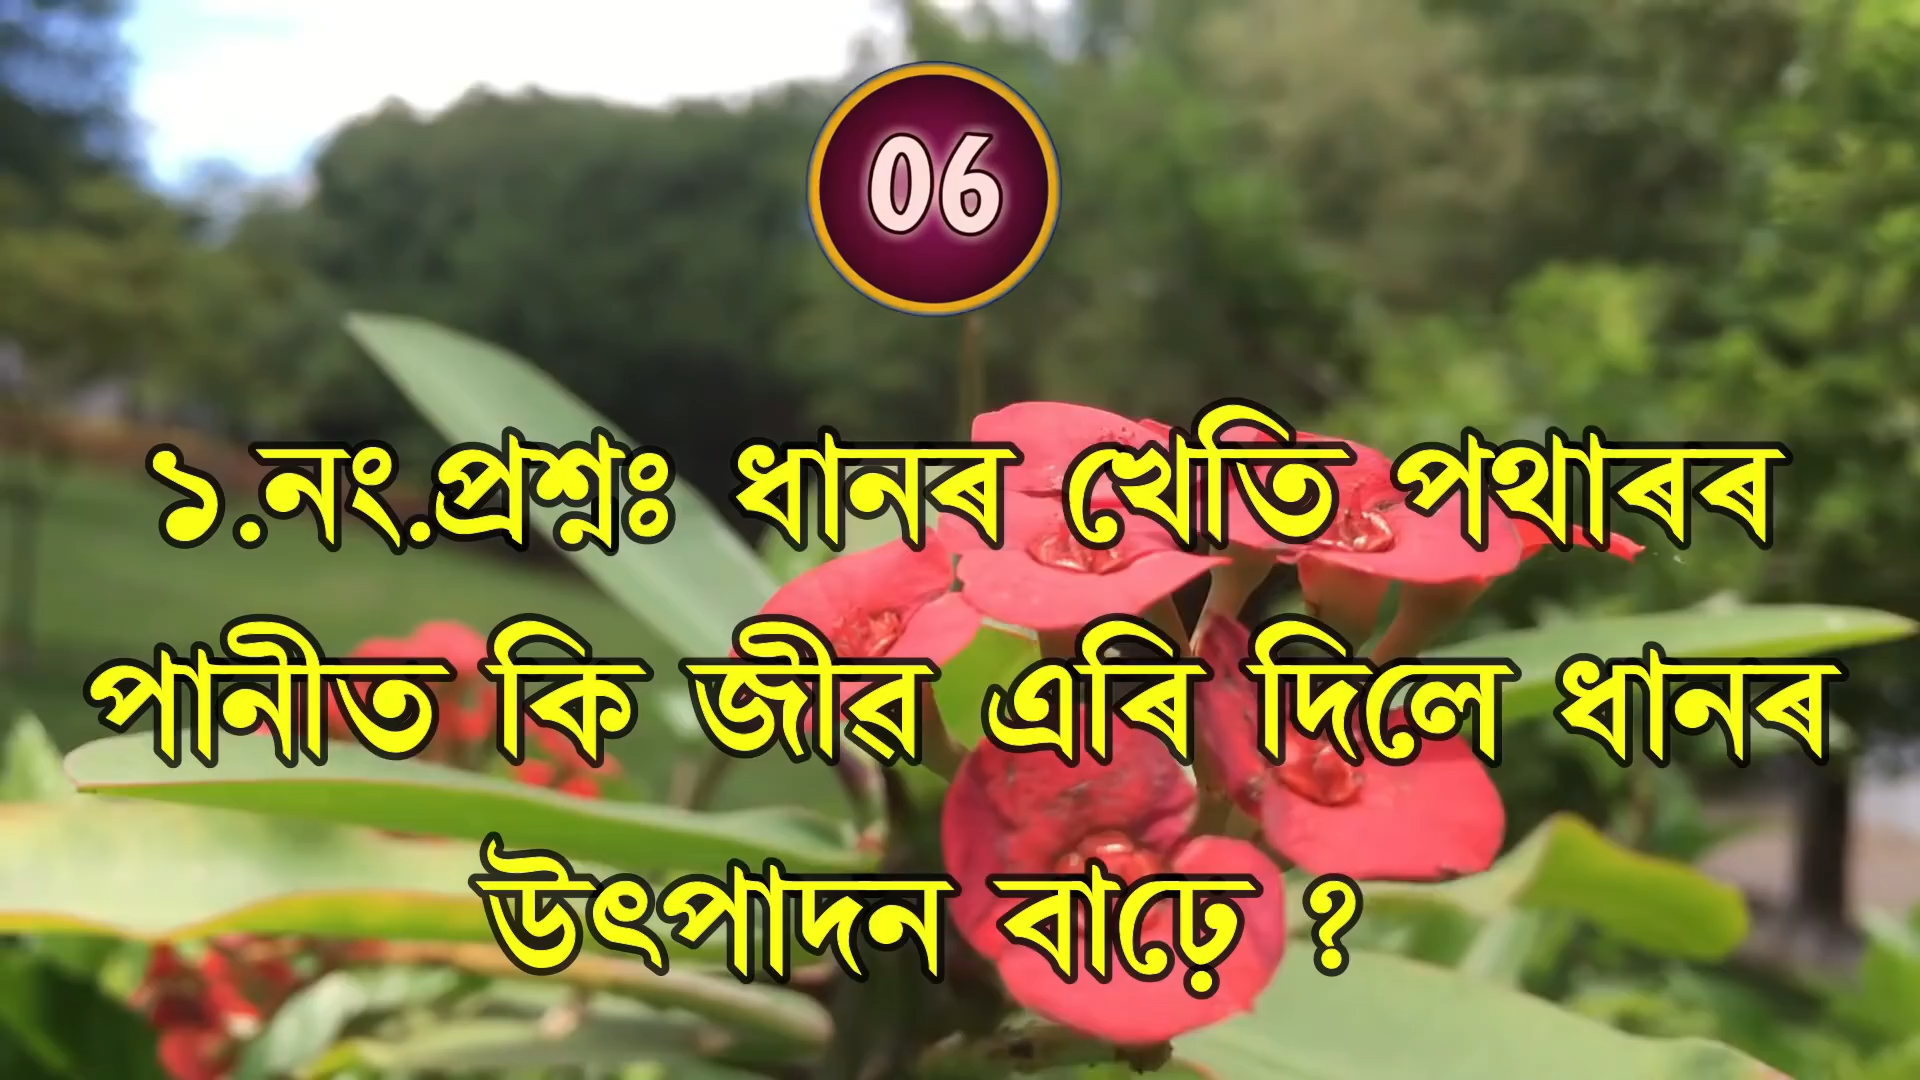 06
১.নং.প্ৰশ্নঃ ধানৰ খেতি পথাৰৰ
পানীত কি জীৱ এৰি দিলে ধানৰ
উৎপাদন বাঢ়ে ?